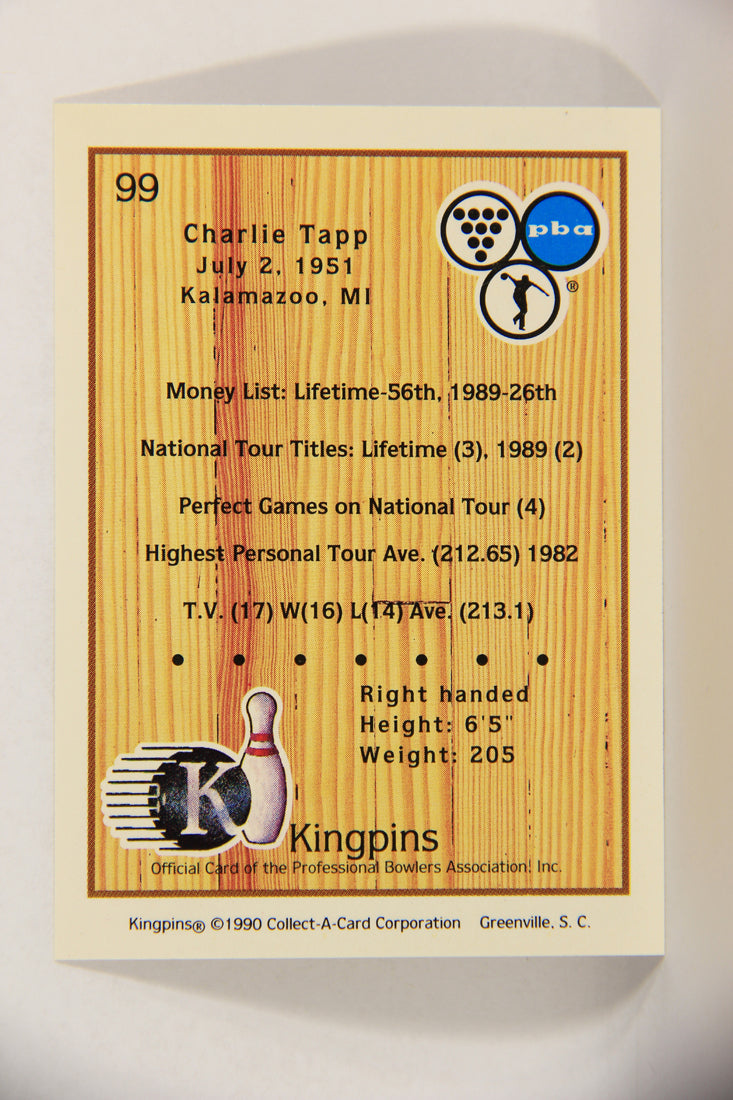 99
pba
®
Charlie Tapp
July 2, 1951
Kalamazoo, MI
Money List: Lifetime-56th, 1989-26th
National Tour Titles: Lifetime (3), 1989 (2)
Perfect Games on National Tour (4)
Highest Personal Tour Ave. (212.65) 1982
T.V. (17) W(16) L(14) Ave. (213.1)
Right handed
Height: 6'5"
Weight: 205
K
Kingpins
Official Card of the Professional Bowlers Association, Inc.
Kingpins® ©1990 Collect-A-Card Corporation Greenville, S. C.